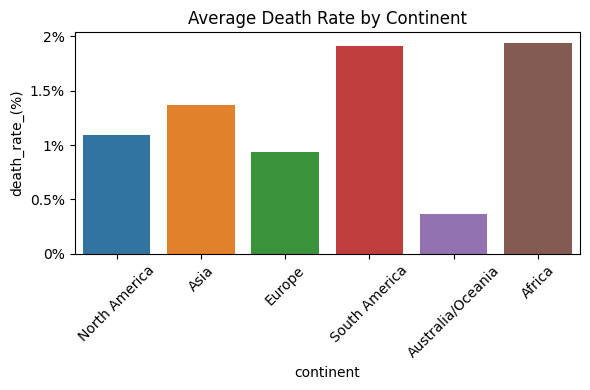 Average Death Rate by Continent
2%
1.5%
1%
0.5%
0%
death_rate_(%)
North America
Asia
Europe
South America
Australia/Oceania
Africa
continent